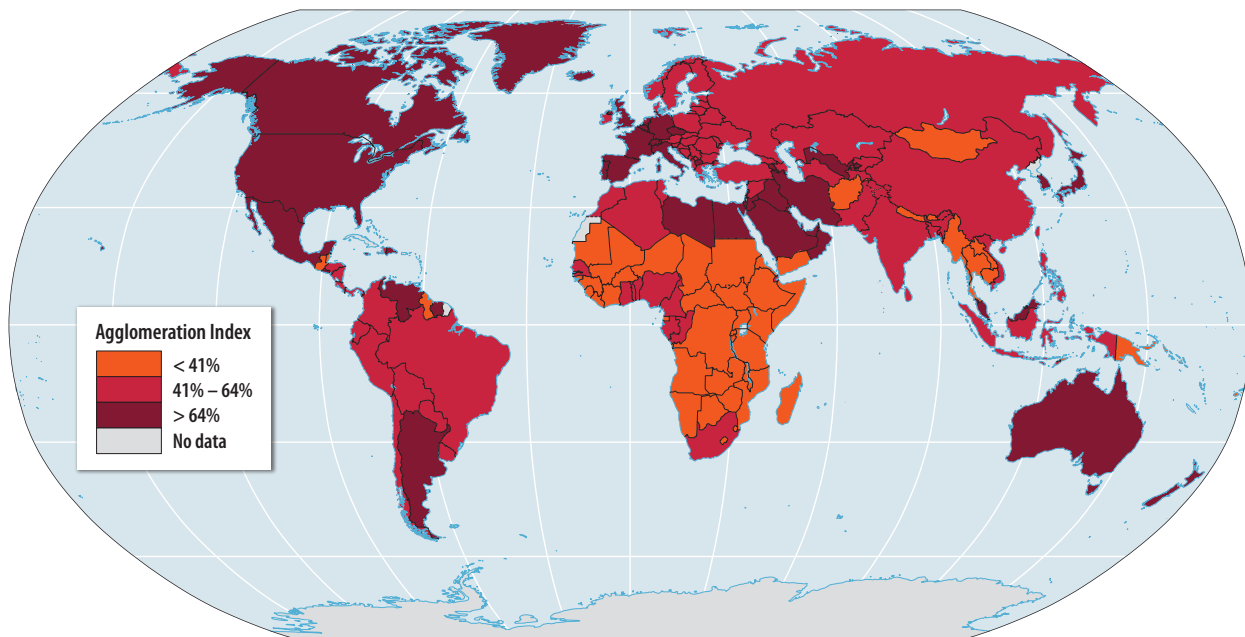 Agglomeration Index
< 41%
41% – 64%
> 64%
No data